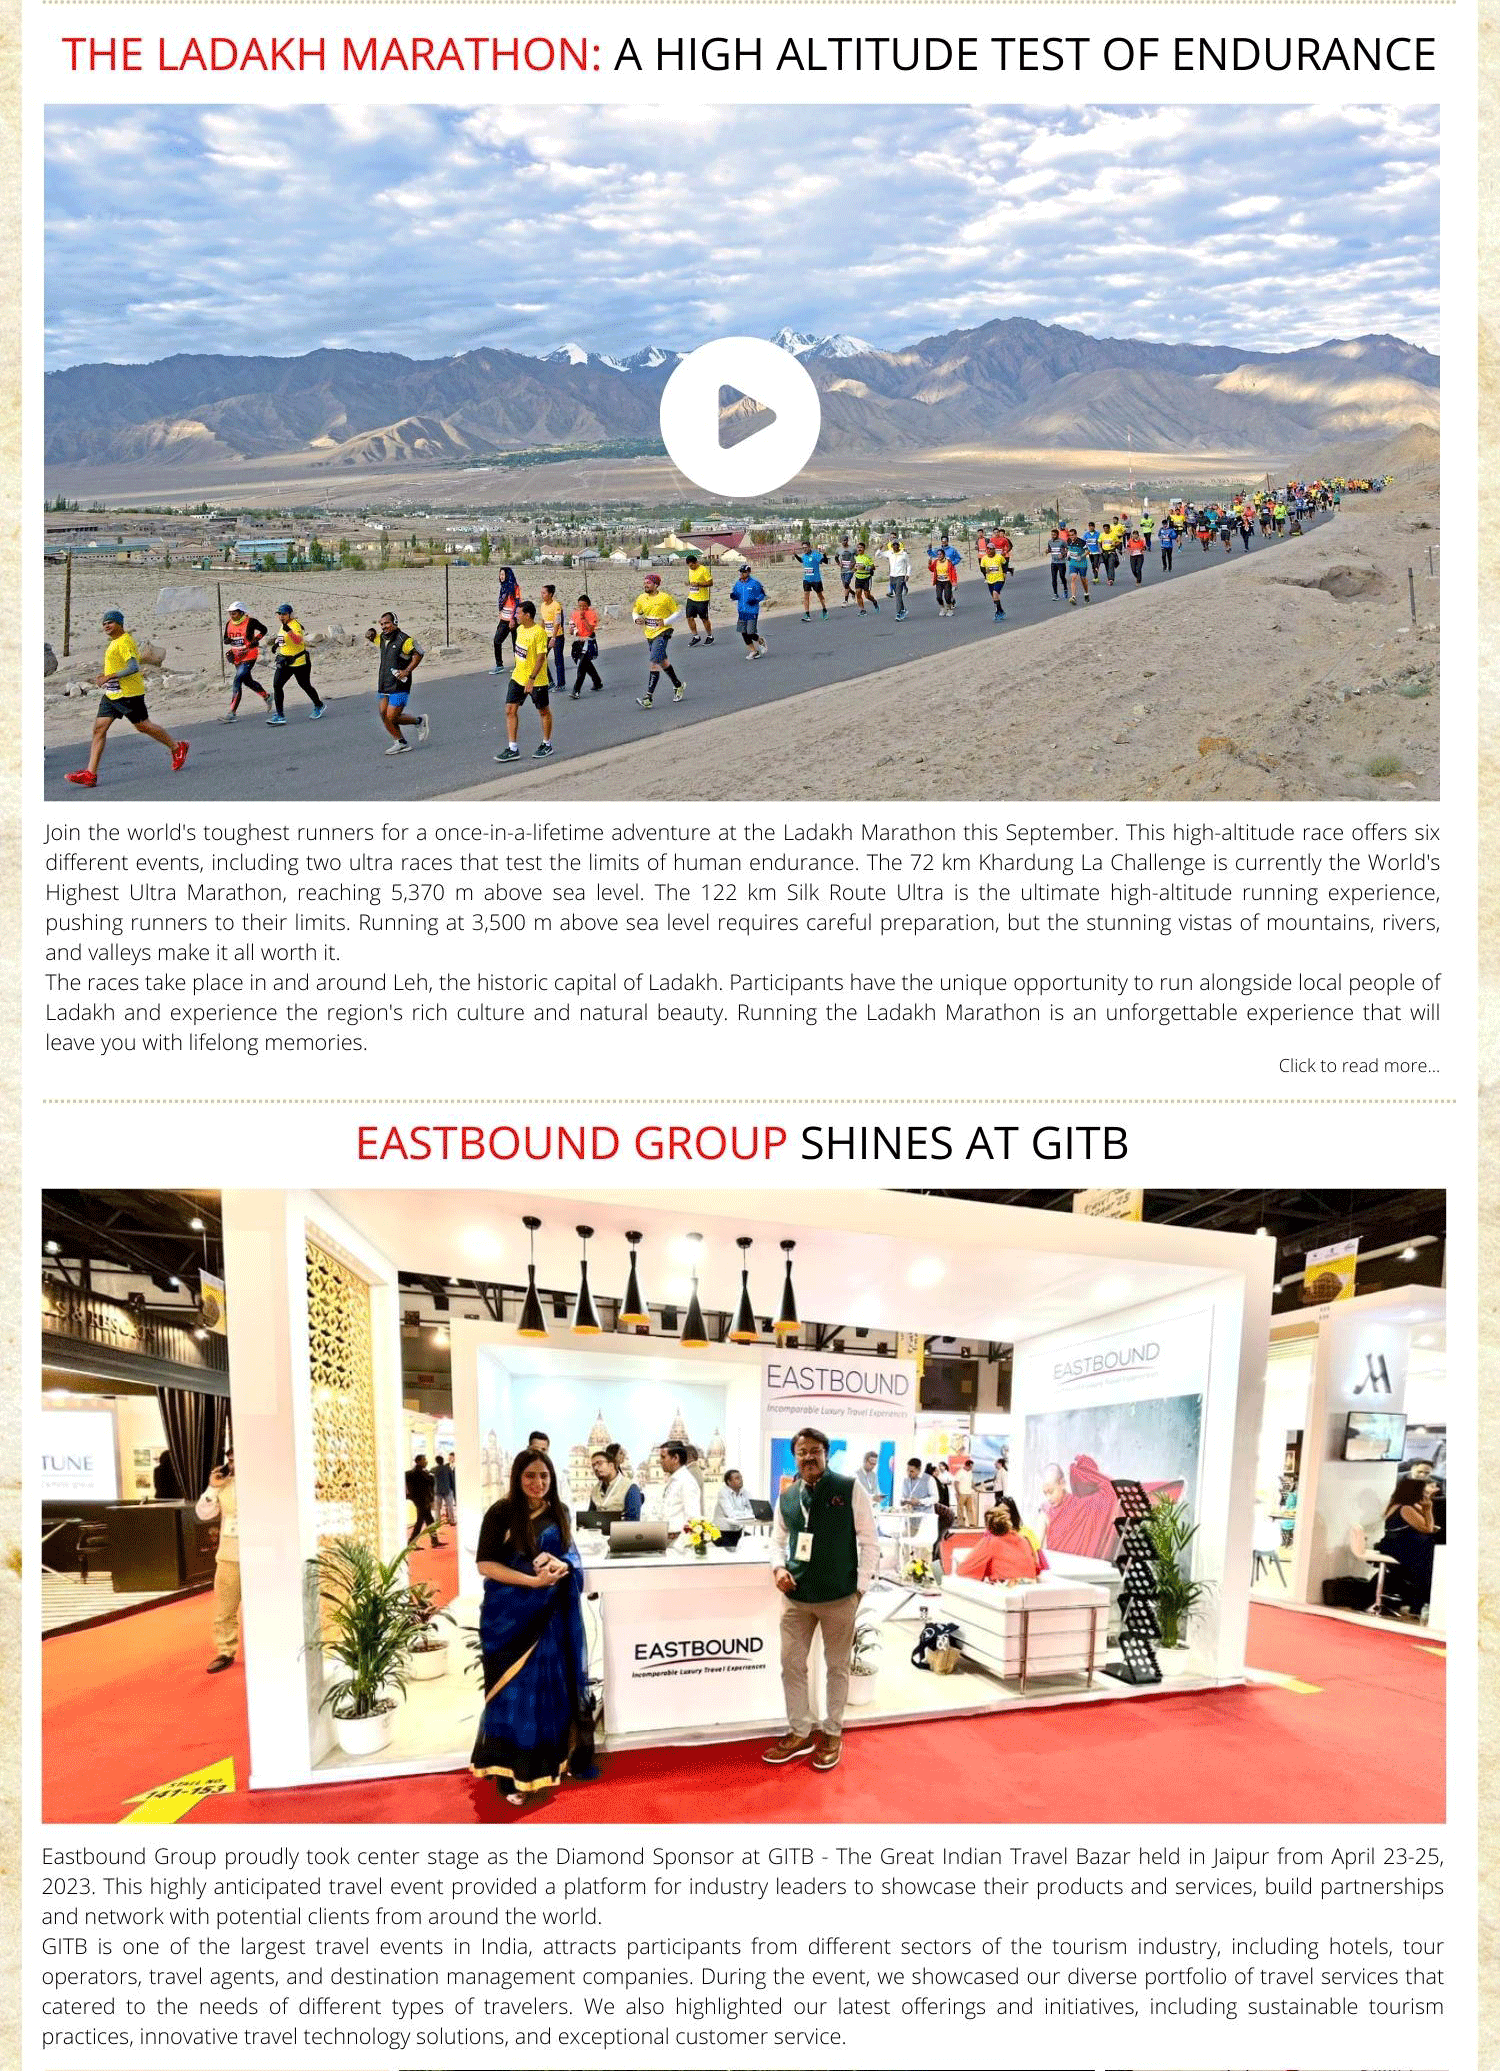 THE LADAKH MARATHON: A HIGH ALTITUDE TEST OF ENDURANCE
Join the world's toughest runners for a once-in-a-lifetime adventure at the Ladakh Marathon this September. This high-altitude race offers six
different events, including two ultra races that test the limits of human endurance. The 72 km Khardung La Challenge is currently the World's
Highest Ultra Marathon, reaching 5,370 m above sea level. The 122 km Silk Route Ultra is the ultimate high-altitude running experience,
pushing runners to their limits. Running at 3,500 m above sea level requires careful preparation, but the stunning vistas of mountains, rivers,
and valleys make it all worth it.
The races take place in and around Leh, the historic capital of Ladakh. Participants have the unique opportunity to run alongside local people of
Ladakh and experience the region's rich culture and natural beauty. Running the Ladakh Marathon is an unforgettable experience that will
leave you with lifelong memories.
Click to read more...
EASTBOUND GROUP SHINES AT GITB
S & RESORTS
EASTBOUND
Incomparable Luxury Travel Experiences
EASTBOUND
TUNE
EASTBOUND
Incomparable Luxury Travel Experiences
STALL NO.
141-153
Eastbound Group proudly took center stage as the Diamond Sponsor at GITB - The Great Indian Travel Bazar held in Jaipur from April 23-25,
2023. This highly anticipated travel event provided a platform for industry leaders to showcase their products and services, build partnerships
and network with potential clients from around the world.
GITB is one of the largest travel events in India, attracts participants from different sectors of the tourism industry, including hotels, tour
operators, travel agents, and destination management companies. During the event, we showcased our diverse portfolio of travel services that
catered to the needs of different types of travelers. We also highlighted our latest offerings and initiatives, including sustainable tourism
practices, innovative travel technology solutions, and exceptional customer service.